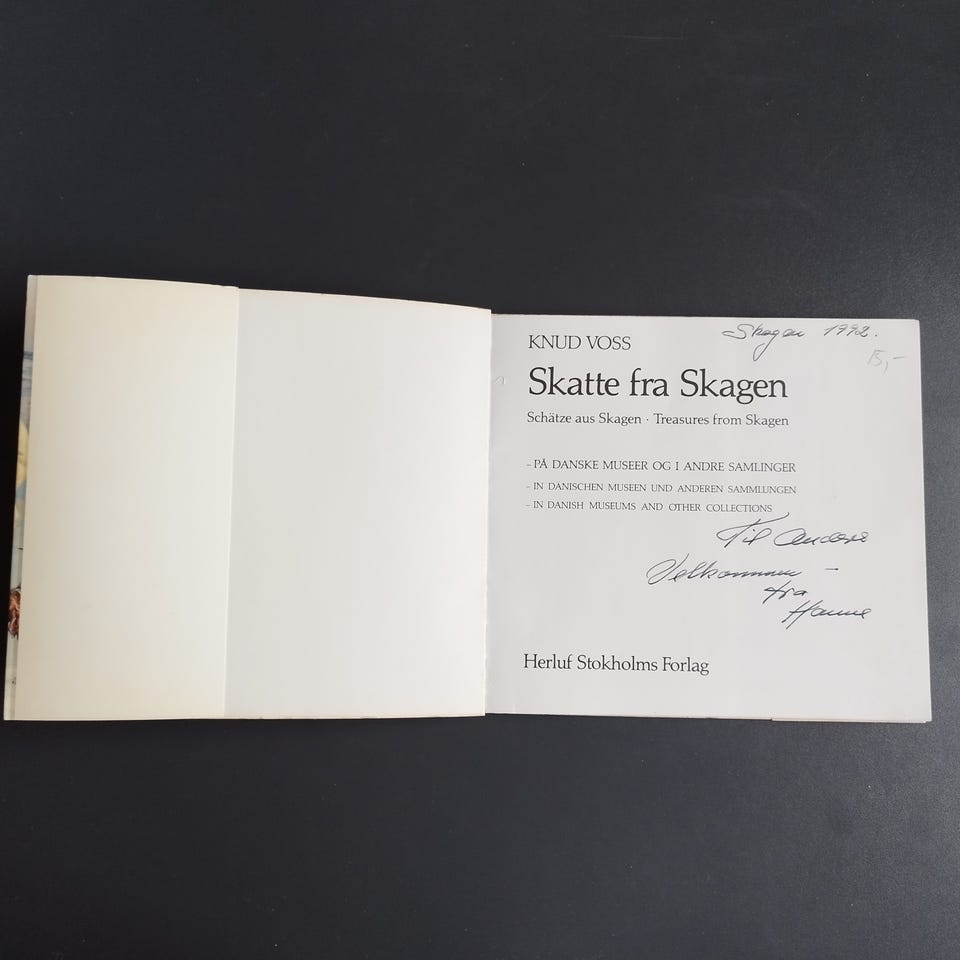 Skagen 1992.
15,-
KNUD VOSS
Skatte fra Skagen
Schätze aus Skagen · Treasures from Skagen
– PÅ DANSKE MUSEER OG I ANDRE SAMLINGER
– IN DÄNISCHEN MUSEEN UND ANDEREN SAMMLUNGEN
– IN DANISH MUSEUMS AND OTHER COLLECTIONS
Til Anders
Velkommen –
fra
Hanne
Herluf Stokholms Forlag